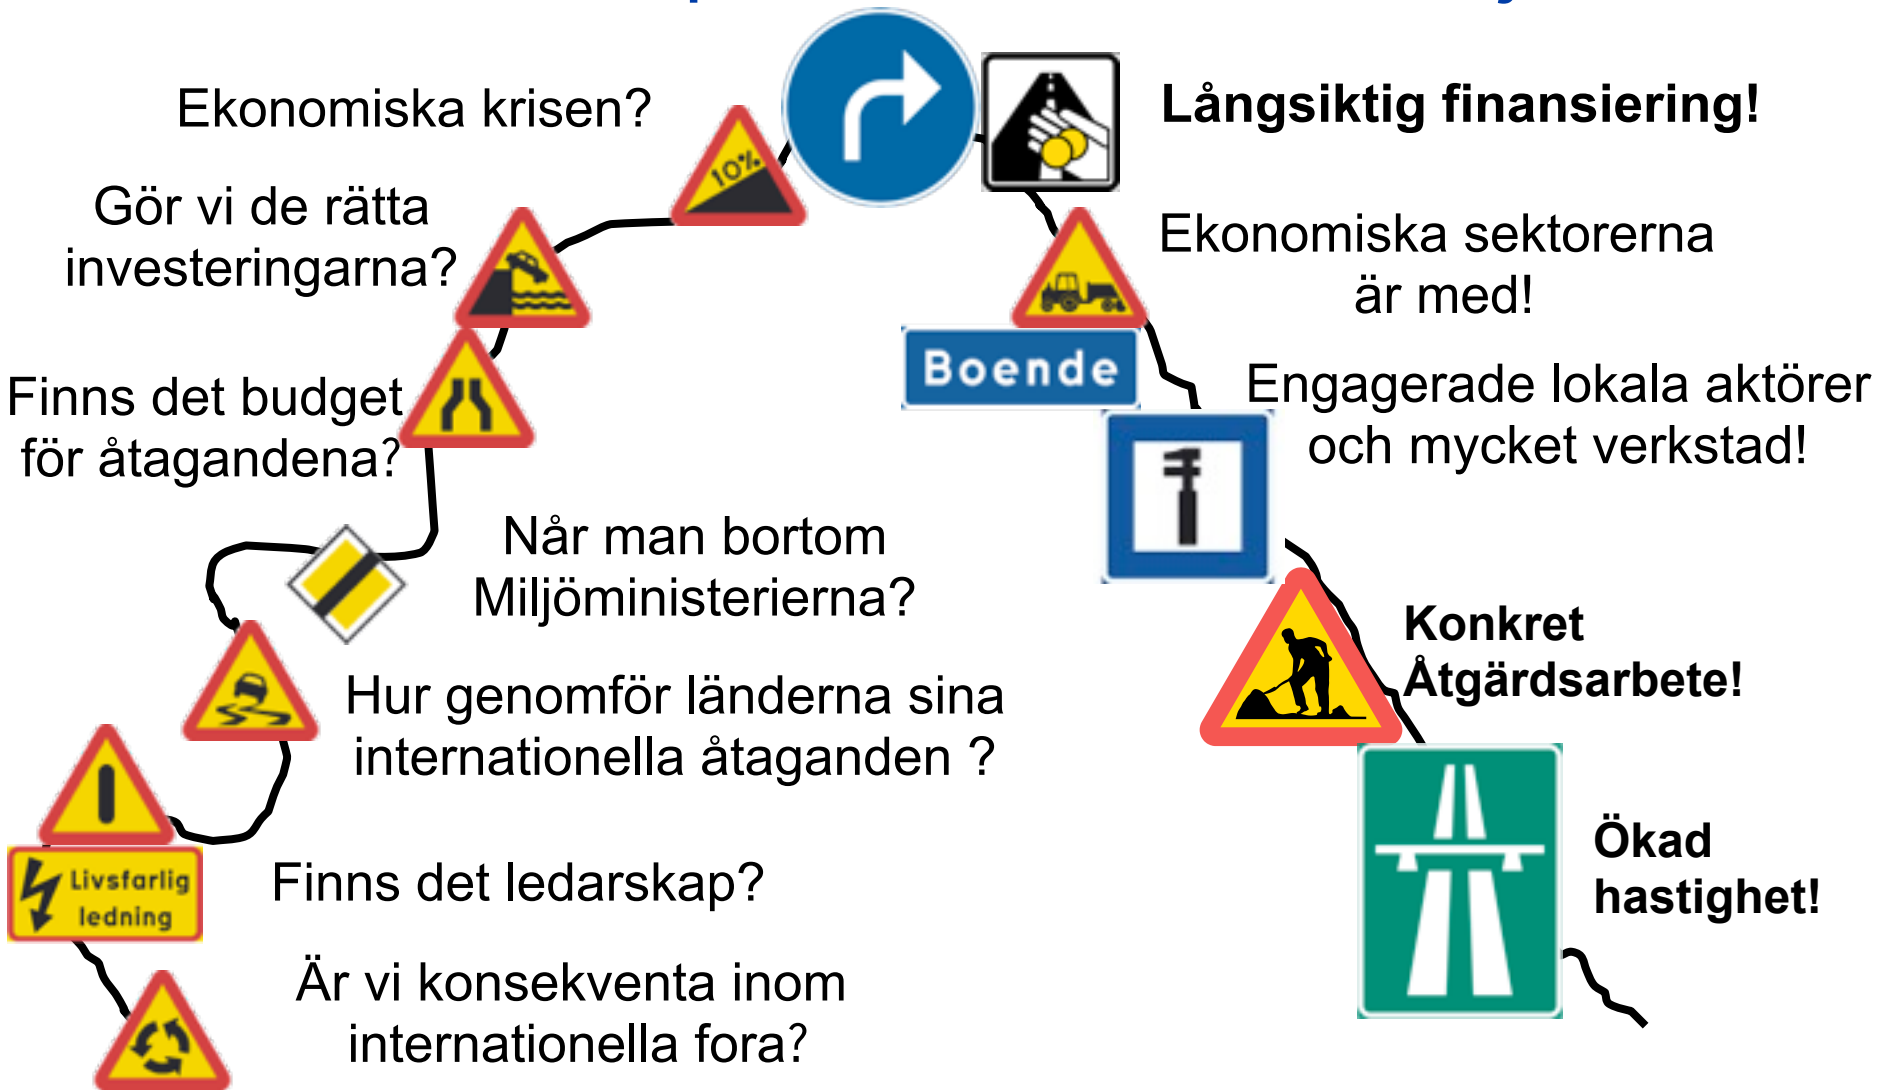 Ekonomiska krisen?
10%
Gör vi de rätta
investeringarna?
Finns det budget
för åtagandena?
Når man bortom
Miljöministerierna?
Hur genomför länderna sina
internationella åtaganden ?
Livsfarlig
ledning
Finns det ledarskap?
Är vi konsekventa inom
internationella fora?
Långsiktig finansiering!
Ekonomiska sektorerna
är med!
Boende
Engagerade lokala aktörer
och mycket verkstad!
Konkret
Åtgärdsarbete!
Ökad
hastighet!